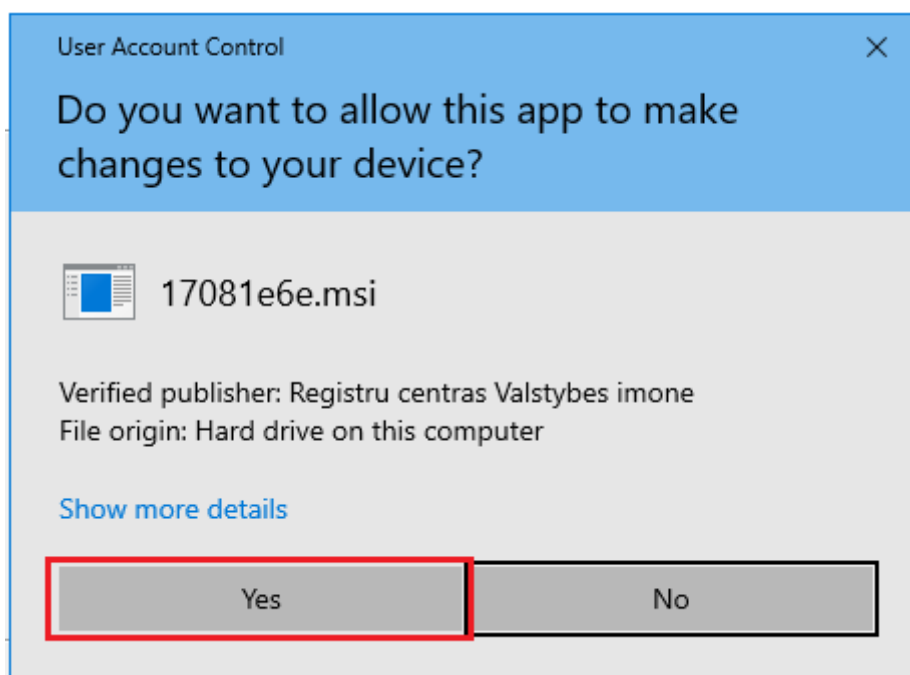 User Account Control
Do you want to allow this app to make
changes to your device?
17081e6e.msi
Verified publisher: Registru centras Valstybes imone
File origin: Hard drive on this computer
Show more details
Yes
No